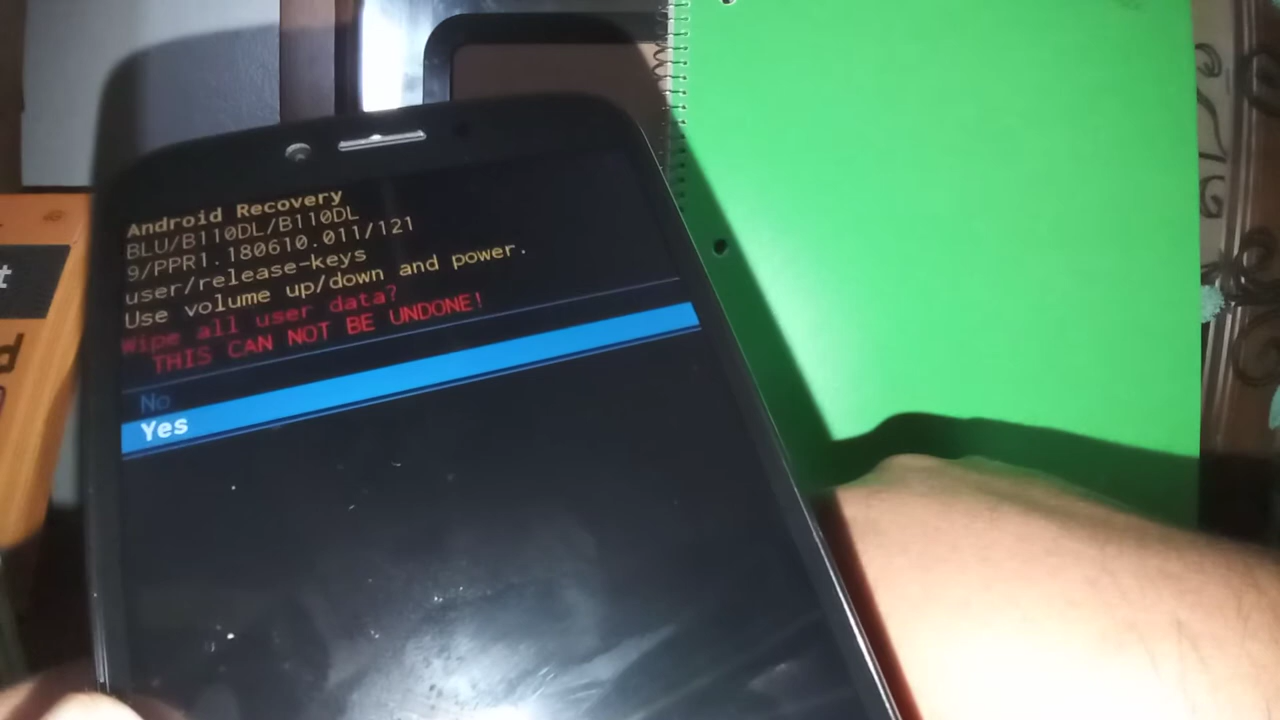 Android Recovery
BLU/B110DL/B110DL
9/PPR1.180610.011/121
user/release-keys
Use volume up/down and power.
Wipe all user data?
THIS CAN NOT BE UNDONE!
No
Yes